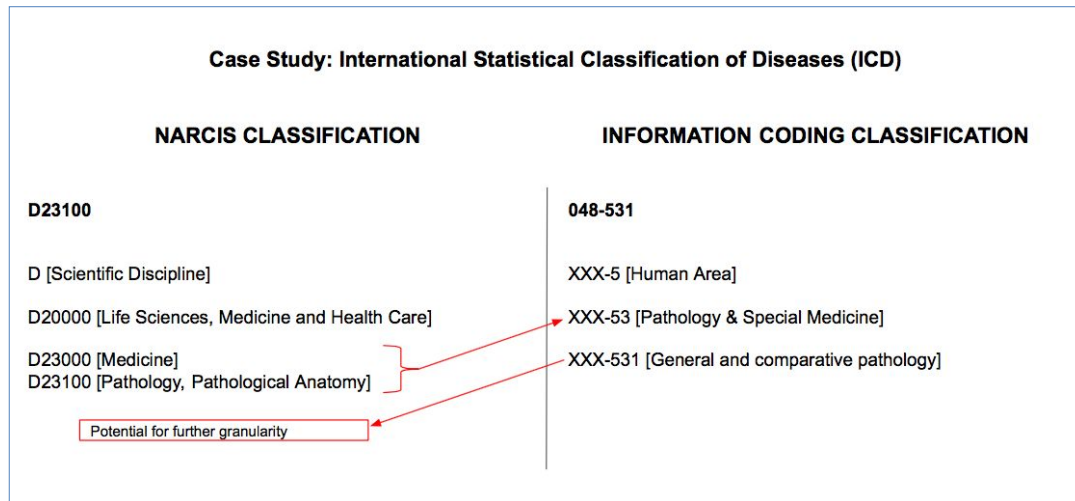 Case Study: International Statistical Classification of Diseases (ICD)
NARCIS CLASSIFICATION
D23100
D [Scientific Discipline]
D20000 [Life Sciences, Medicine and Health Care]
D23000 [Medicine]
D23100 [Pathology, Pathological Anatomy]
Potential for further granularity
INFORMATION CODING CLASSIFICATION
048-531
XXX-5 [Human Area]
XXX-53 [Pathology & Special Medicine]
XXX-531 [General and comparative pathology]